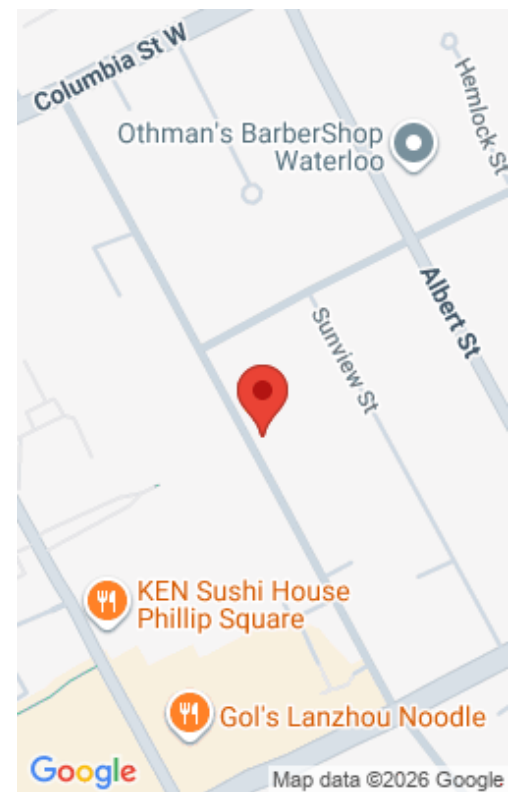 Columbia St W
Hemlock St
Othman's BarberShop
Waterloo
Albert St
Sunview St
KEN Sushi House
Phillip Square
Gol's Lanzhou Noodle
Google
Map data ©2026 Google